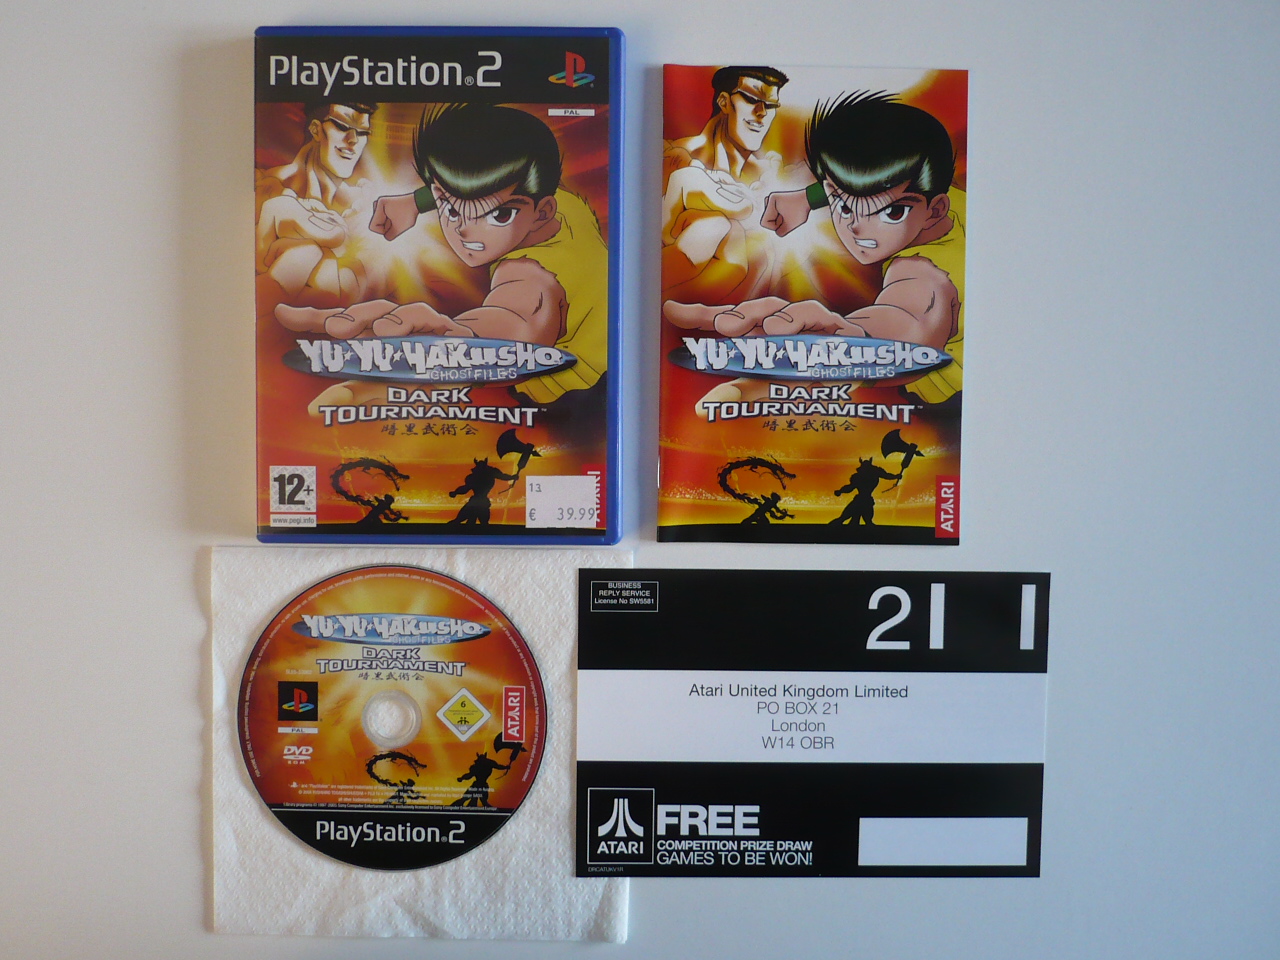 PlayStation®2
PAL
YU★YU★HAKUSHO
GHOST FILES
DARK
TOURNAMENT™
暗黒武術会
12+
www.pegi.info
13
€ 39.99
ATARI
YU★YU★HAKUSHO
GHOST FILES
DARK
TOURNAMENT™
暗黒武術会
ATARI
YU★YU★HAKUSHO
GHOST FILES
DARK
TOURNAMENT
暗黒武術会
PAL
6
ATARI
DVD
PlayStation®2
BUSINESS
REPLY SERVICE
License No SW5581
2
Atari United Kingdom Limited
PO BOX 21
London
W14 OBR
ATARI
FREE
COMPETITION PRIZE DRAW
GAMES TO BE WON!
DRCATUKV1R